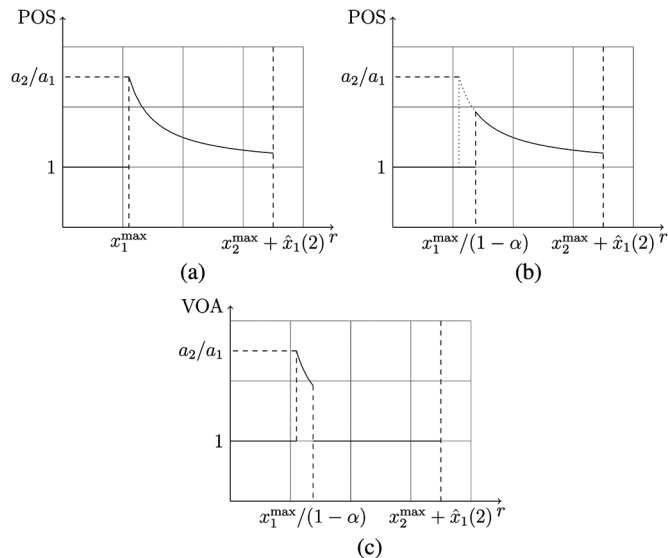 POS
a₂/a₁
1
x₁ᵐᵃˣ
x₂ᵐᵃˣ + x̂₁(2)
r
(a)
POS
a₂/a₁
1
x₁ᵐᵃˣ/(1 − α)
x₂ᵐᵃˣ + x̂₁(2)
r
(b)
VOA
a₂/a₁
1
x₁ᵐᵃˣ/(1 − α)
x₂ᵐᵃˣ + x̂₁(2)
r
(c)